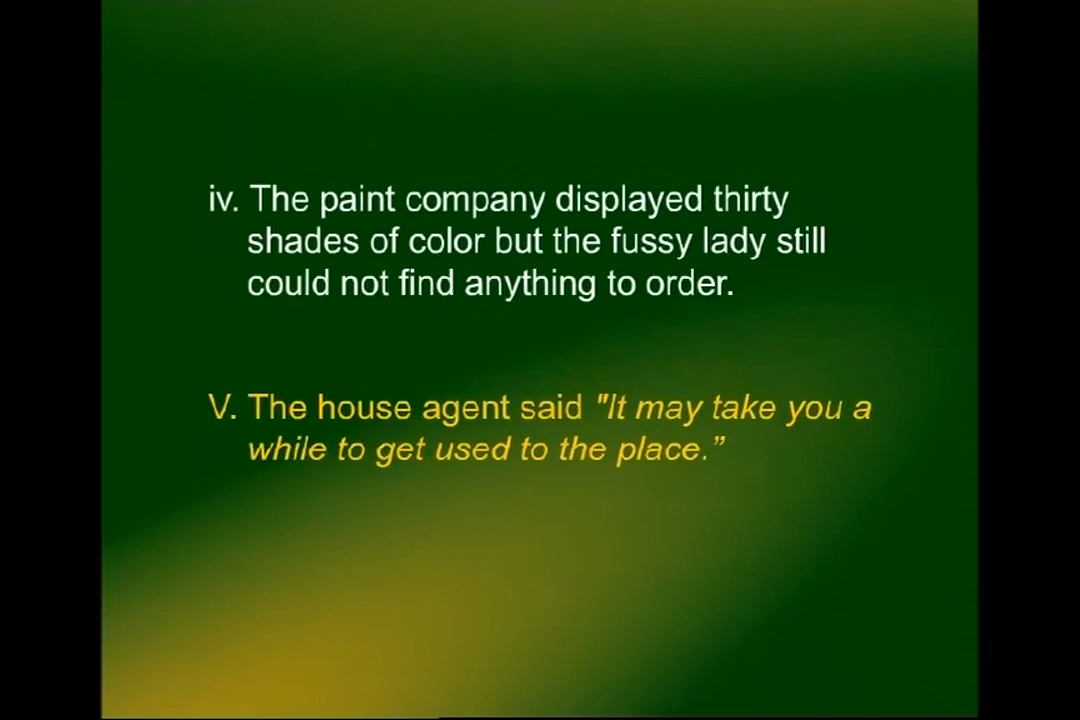 iv. The paint company displayed thirty
shades of color but the fussy lady still
could not find anything to order.
V. The house agent said "It may take you a
while to get used to the place.”